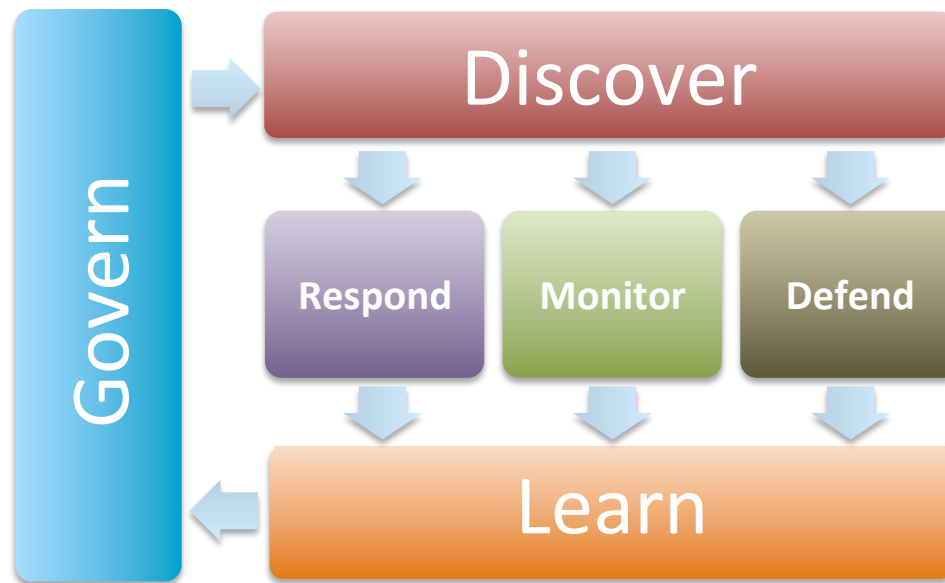 Govern
Discover
Respond
Monitor
Defend
Learn